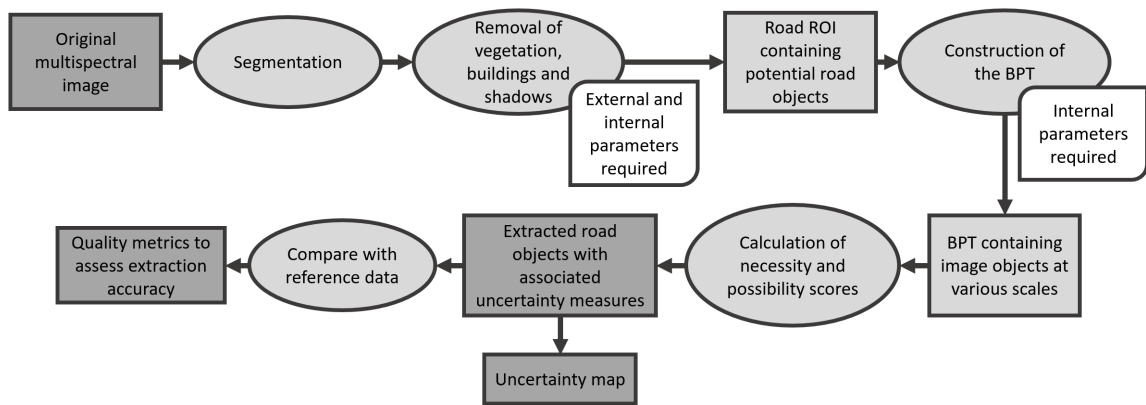 Original
multispectral
image
Segmentation
Removal of
vegetation,
buildings and
shadows
External and
internal
parameters
required
Road ROI
containing
potential road
objects
Construction of
the BPT
Internal
parameters
required
BPT containing
image objects at
various scales
Calculation of
necessity and
possibility scores
Extracted road
objects with
associated
uncertainty measures
Compare with
reference data
Quality metrics to
assess extraction
accuracy
Uncertainty map